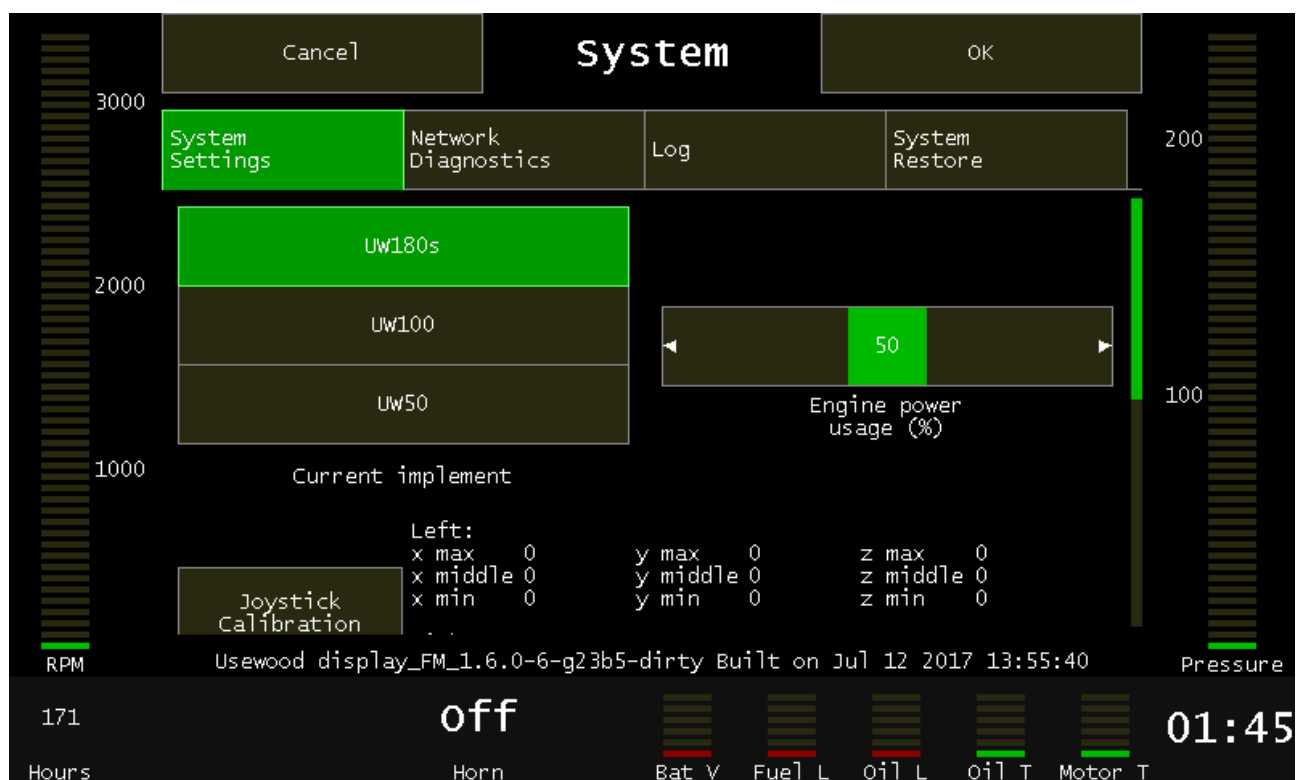 Cancel System OK
3000
System Settings
Network Diagnostics
Log
System Restore
200
UW180s
2000
UW100
50
UW50
Engine power
usage (%)
100
1000
Current implement
Left:
x max 0 y max 0 z max 0
x middle 0 y middle 0 z middle 0
x min 0 y min 0 z min 0
Joystick
Calibration
RPM
Usewood display_FM_1.6.0-6-g23b5-dirty Built on Jul 12 2017 13:55:40
Pressure
171 off 01:45
Hours Horn Bat V Fuel L Oil L Oil T Motor T